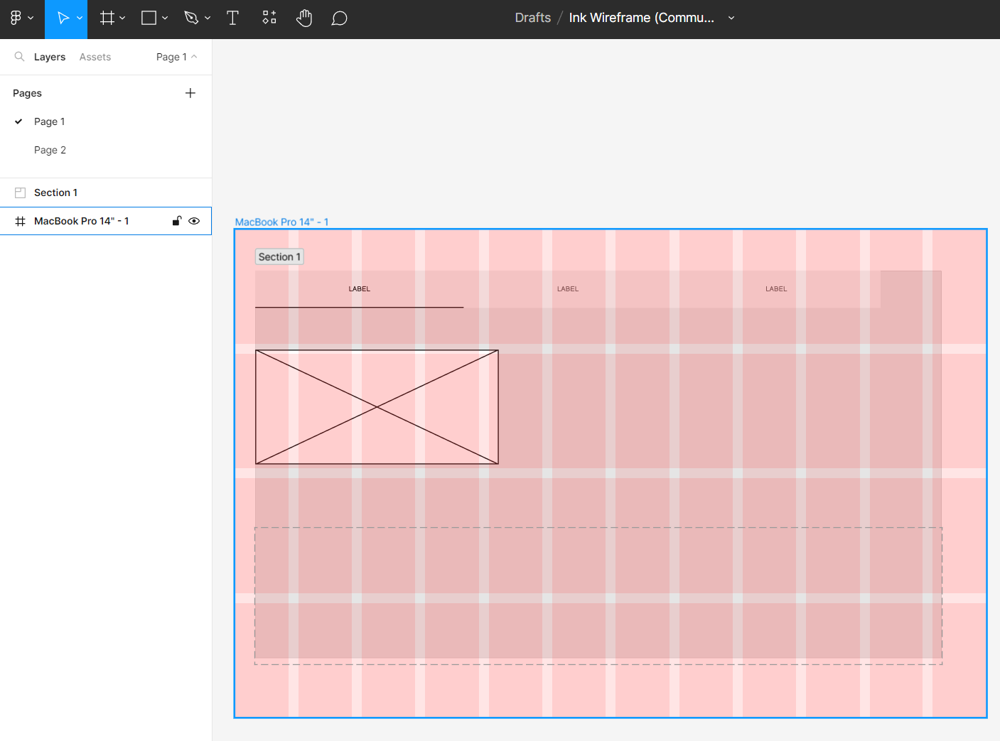 Drafts / Ink Wireframe (Commu...
Layers Assets Page 1
Pages
Page 1
Page 2
Section 1
MacBook Pro 14" - 1
MacBook Pro 14" - 1
Section 1
LABEL LABEL LABEL